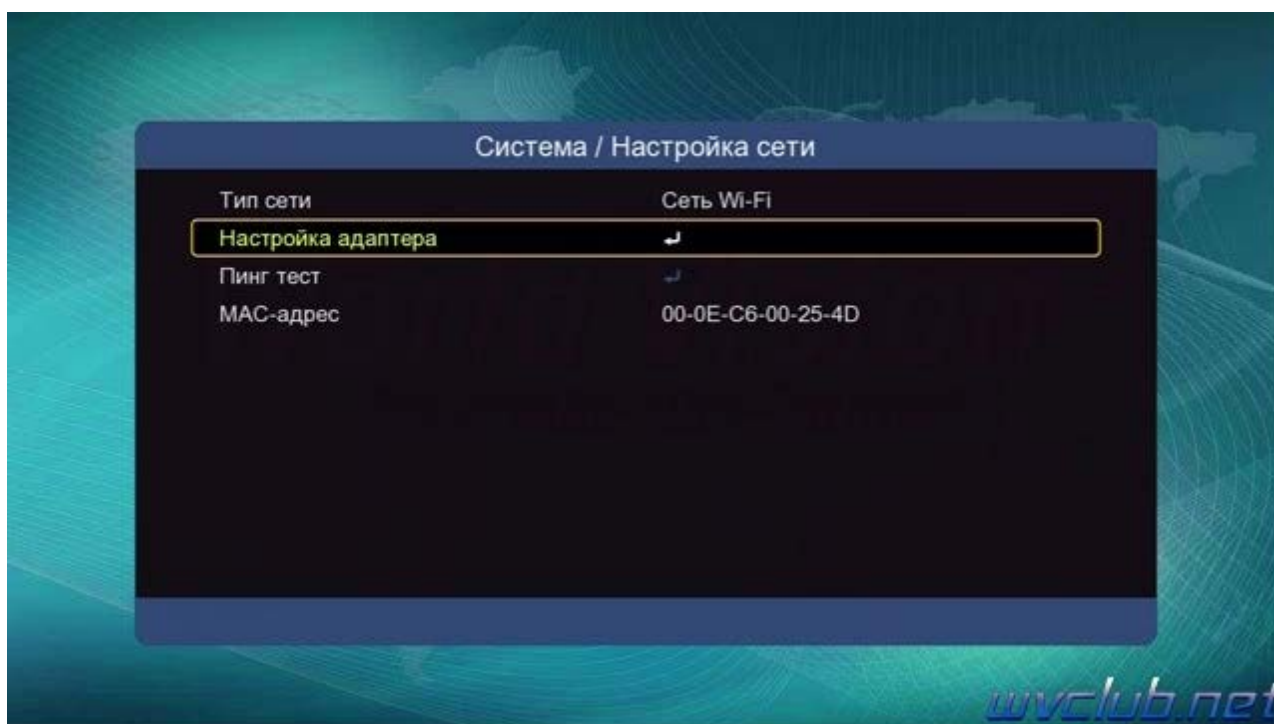 Система / Настройка сети
Тип сети Сеть Wi-Fi
Настройка адаптера
Пинг тест
MAC-адрес 00-0E-C6-00-25-4D
wvclub.net